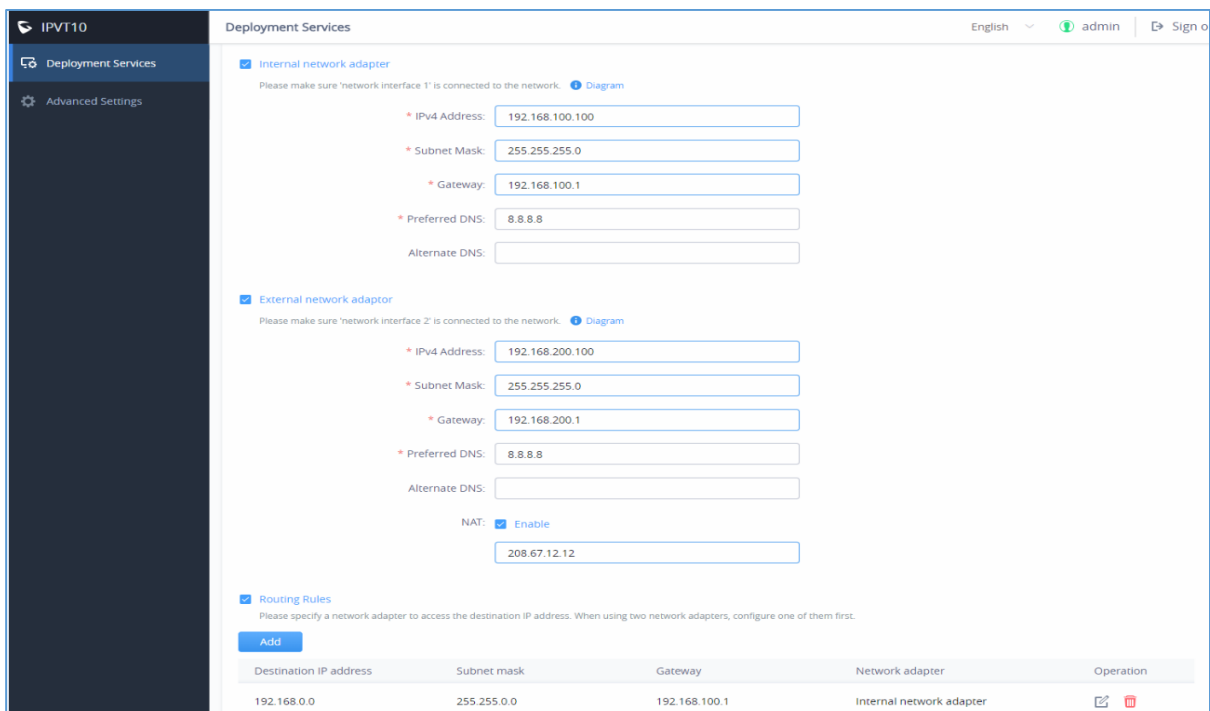 IPVT10
Deployment Services
English
admin
Sign o
Deployment Services
Advanced Settings
Internal network adapter
Please make sure 'network interface 1' is connected to the network. Diagram
* IPv4 Address: 192.168.100.100
* Subnet Mask: 255.255.255.0
* Gateway: 192.168.100.1
* Preferred DNS: 8.8.8.8
Alternate DNS:
External network adaptor
Please make sure 'network interface 2' is connected to the network. Diagram
* IPv4 Address: 192.168.200.100
* Subnet Mask: 255.255.255.0
* Gateway: 192.168.200.1
* Preferred DNS: 8.8.8.8
Alternate DNS:
NAT: Enable
208.67.12.12
Routing Rules
Please specify a network adapter to access the destination IP address. When using two network adapters, configure one of them first.
Add
Destination IP address Subnet mask Gateway Network adapter Operation
192.168.0.0 255.255.0.0 192.168.100.1 Internal network adapter